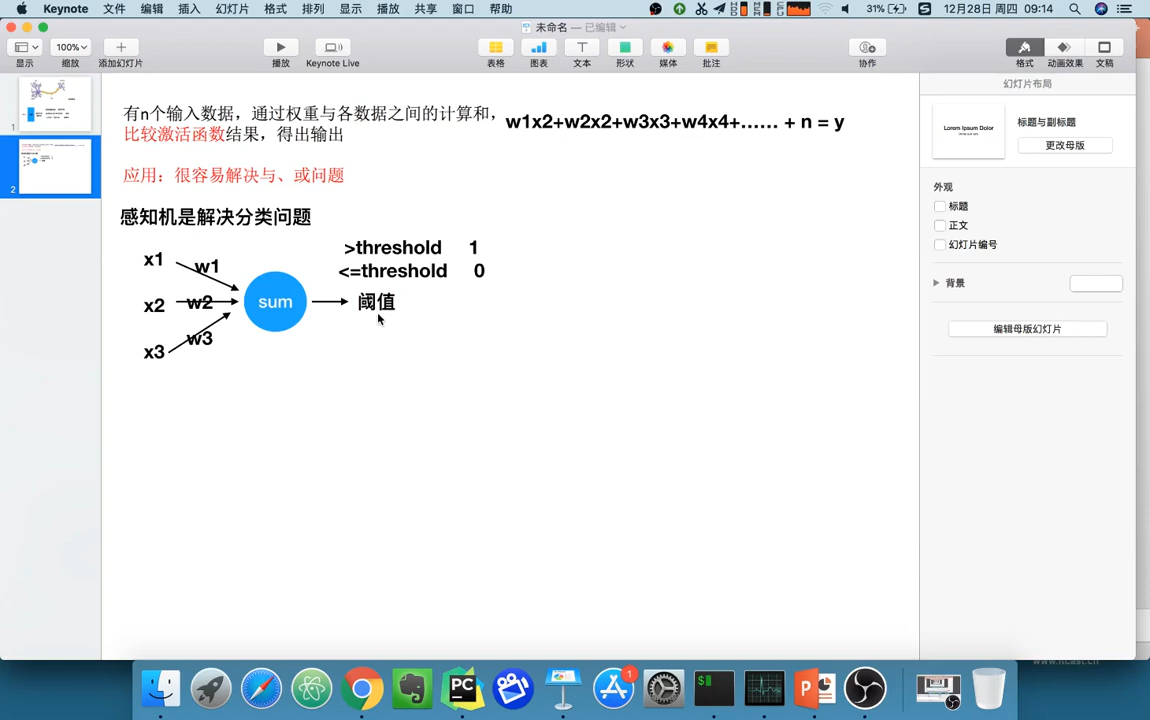 Keynote 文件 编辑 插入 幻灯片 格式 排列 显示 播放 共享 窗口 帮助 31% 12月28日 周四 09:14
未命名 — 已编辑
100%
显示 缩放 添加幻灯片 播放 Keynote Live 表格 图表 文本 形状 媒体 批注 协作 格式 动画效果 文稿
幻灯片布局
1
2
有n个输入数据，通过权重与各数据之间的计算和，
比较激活函数结果，得出输出
w1x2+w2x2+w3x3+w4x4+…… + n = y
应用：很容易解决与、或问题
感知机是解决分类问题
>threshold 1
<=threshold 0
x1
w1
x2
w2
x3
w3
sum
阈值
Lorem Ipsum Dolor
标题与副标题
更改母版
外观
标题
正文
幻灯片编号
背景
编辑母版幻灯片
www.itcast.cn
PC
1
$
P